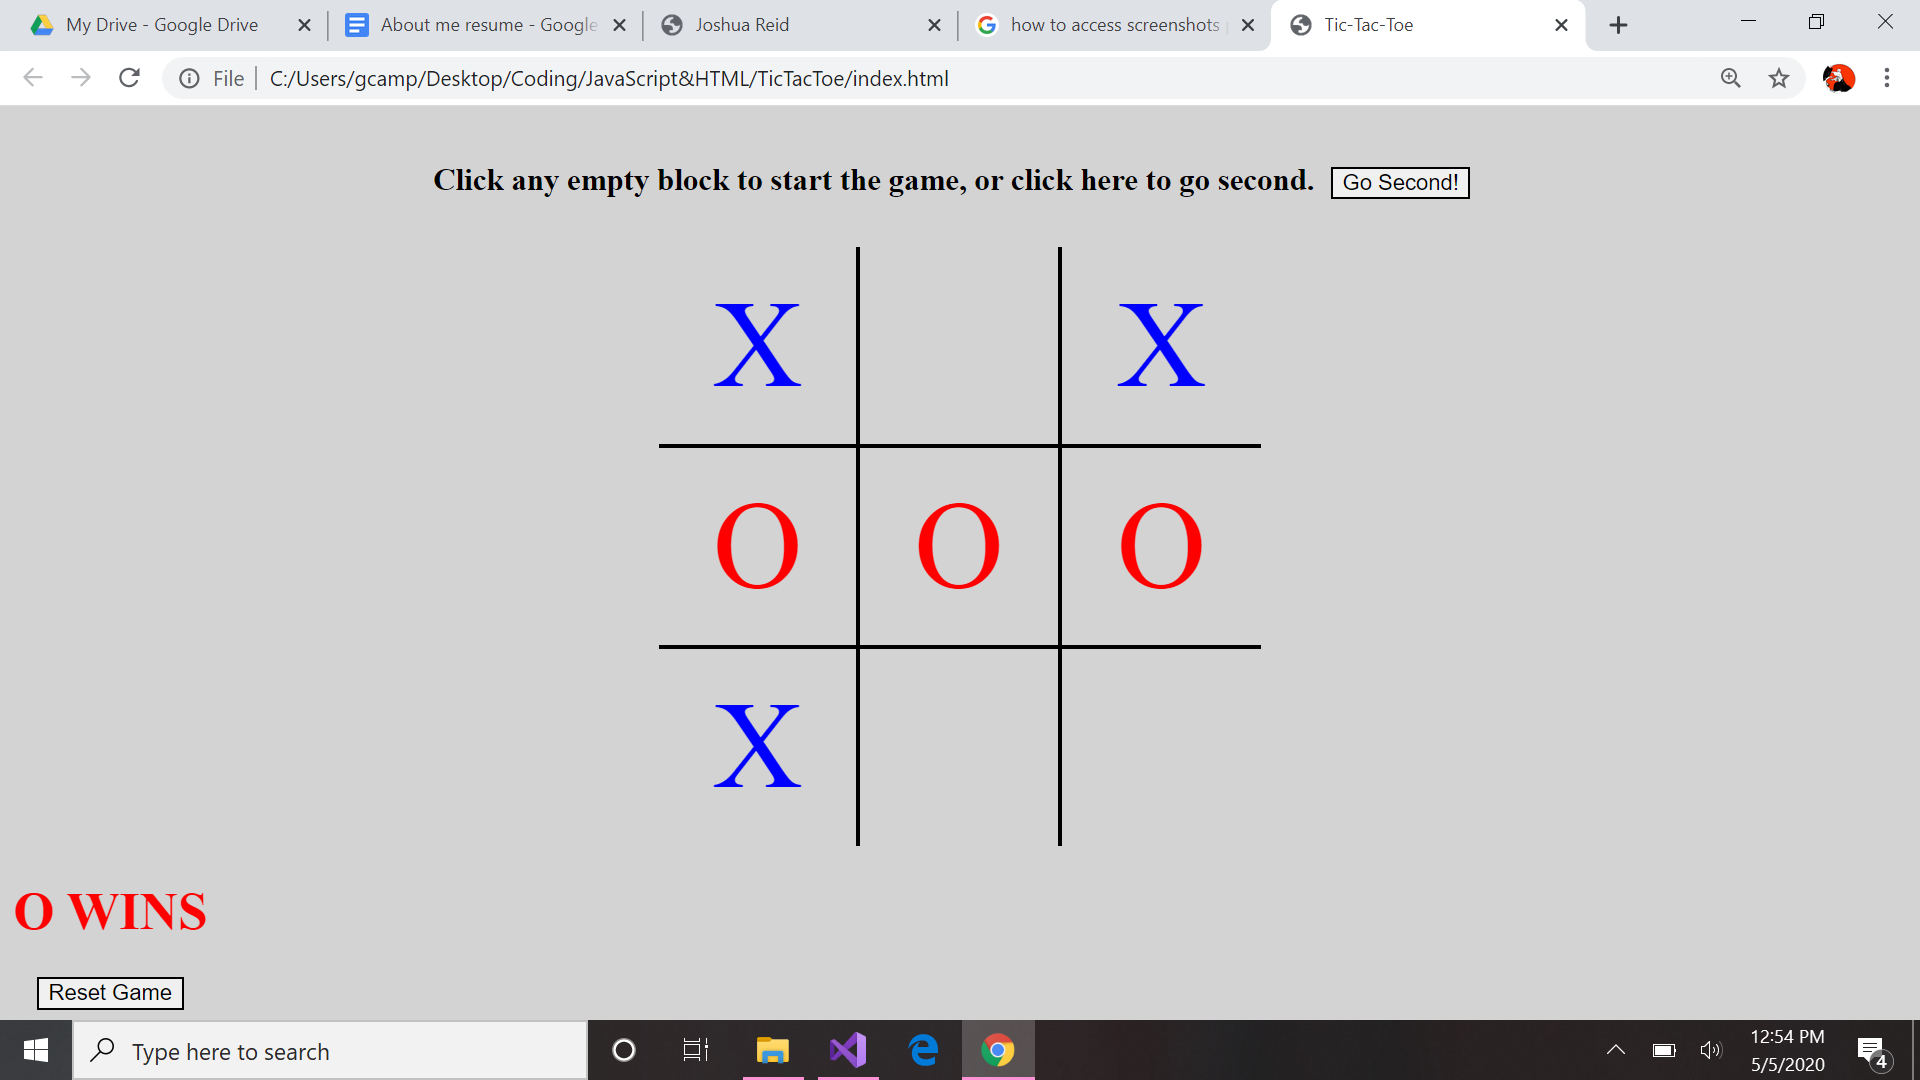 My Drive - Google Drive
About me resume - Google
Joshua Reid
how to access screenshots
Tic-Tac-Toe
File
C:/Users/gcamp/Desktop/Coding/JavaScript&HTML/TicTacToe/index.html
Click any empty block to start the game, or click here to go second. Go Second!
X X
O O O
X
O WINS
Reset Game
Type here to search
12:54 PM
5/5/2020
4